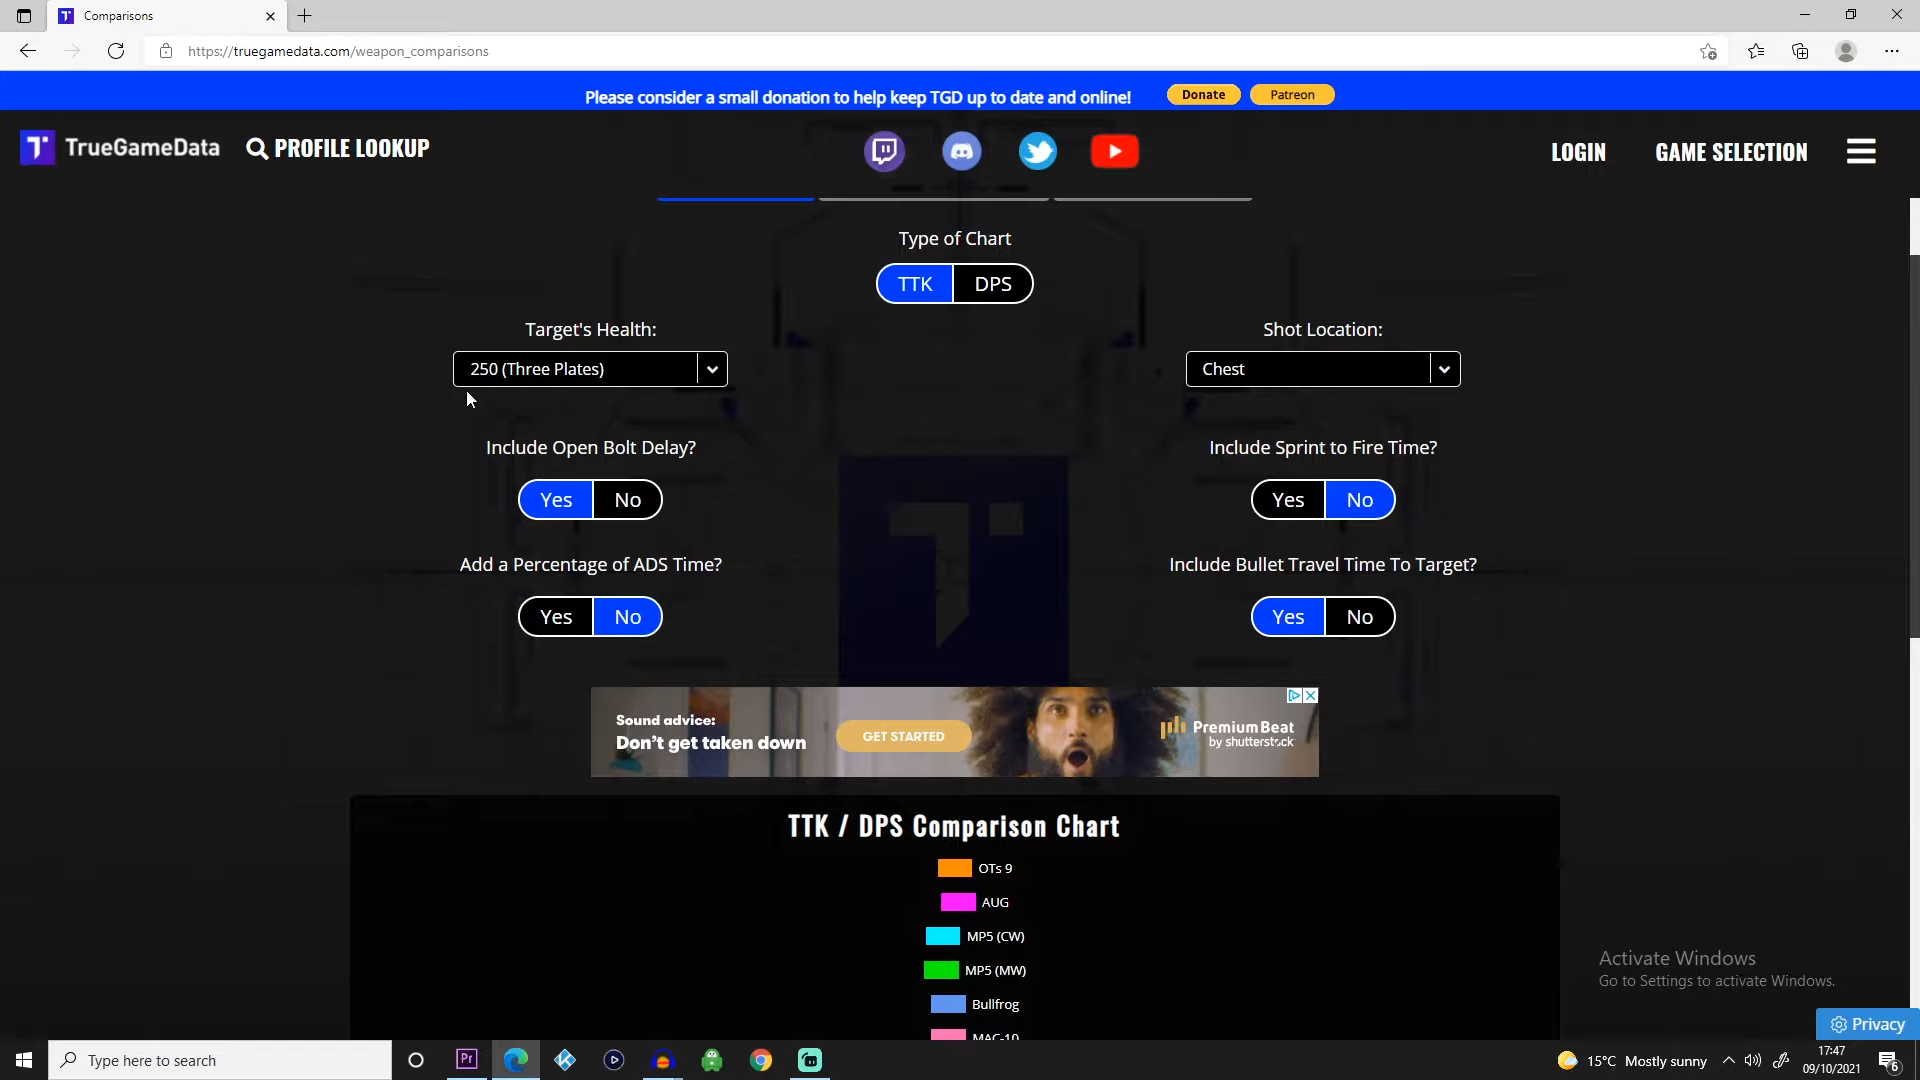 Comparisons
https://truegamedata.com/weapon_comparisons
Please consider a small donation to help keep TGD up to date and online!
Donate
Patreon
TrueGameData
PROFILE LOOKUP
LOGIN
GAME SELECTION
Type of Chart
TTK
DPS
Target's Health:
Shot Location:
250 (Three Plates)
Chest
Include Open Bolt Delay?
Include Sprint to Fire Time?
Yes
No
Yes
No
Add a Percentage of ADS Time?
Include Bullet Travel Time To Target?
Yes
No
Yes
No
Sound advice:
Don't get taken down
GET STARTED
PremiumBeat
by shutterstock
TTK / DPS Comparison Chart
OTs 9
AUG
MP5 (CW)
MP5 (MW)
Bullfrog
MAC-10
Activate Windows
Go to Settings to activate Windows.
Privacy
Type here to search
Pr
15°C Mostly sunny
17:47
09/10/2021
6